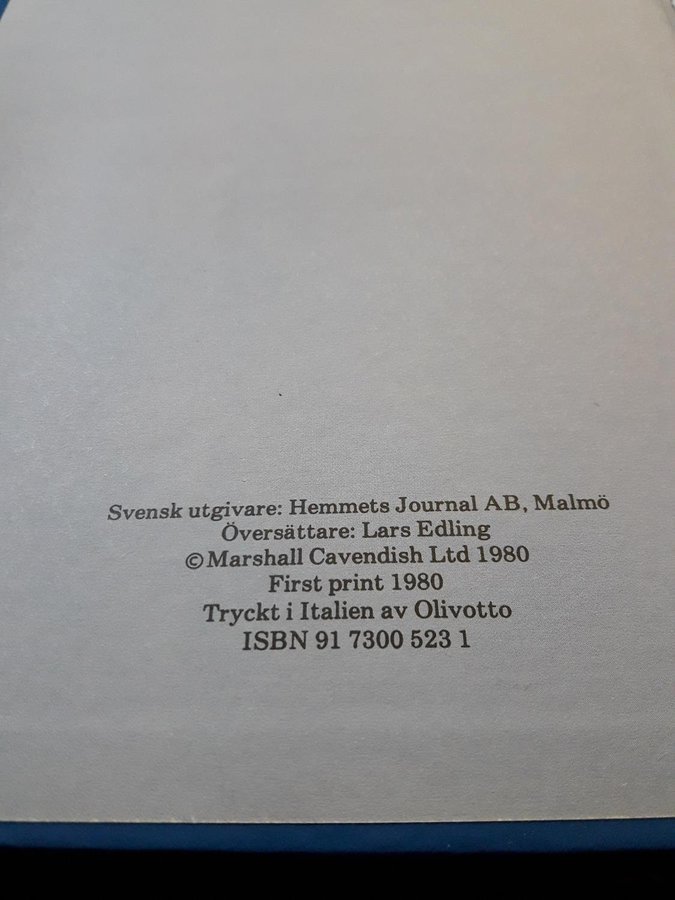 Svensk utgivare: Hemmets Journal AB, Malmö
Översättare: Lars Edling
© Marshall Cavendish Ltd 1980
First print 1980
Tryckt i Italien av Olivotto
ISBN 91 7300 523 1